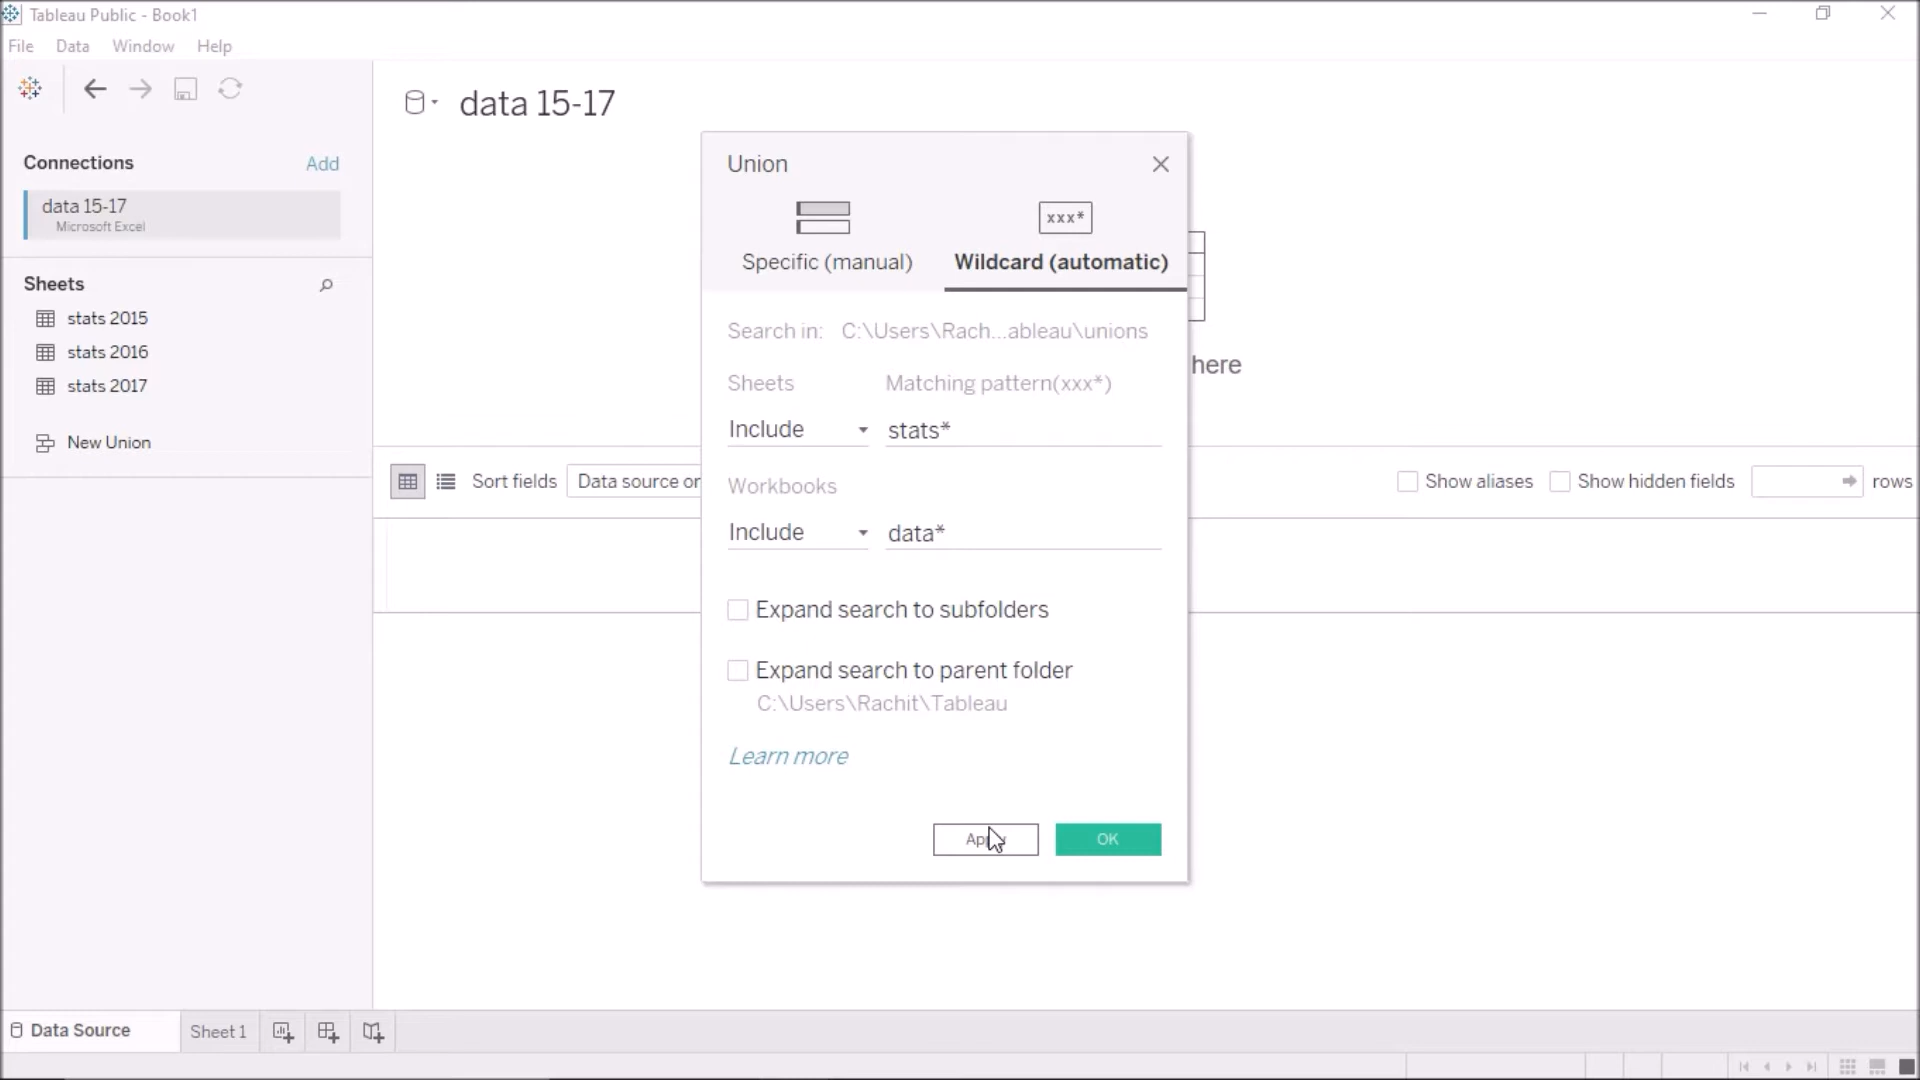 Tableau Public - Book1
File Data Window Help
data 15-17
Connections Add
data 15-17
Microsoft Excel
Sheets
stats 2015
stats 2016
stats 2017
New Union
Union
xxx*
Specific (manual) Wildcard (automatic)
Search in: C:\Users\Rach...ableau\unions
Sheets Matching pattern(xxx*)
Include stats*
Workbooks
Include data*
Expand search to subfolders
Expand search to parent folder
C:\Users\Rachit\Tableau
Learn more
OK
here
Sort fields Data source or
Show aliases Show hidden fields rows
Data Source Sheet 1